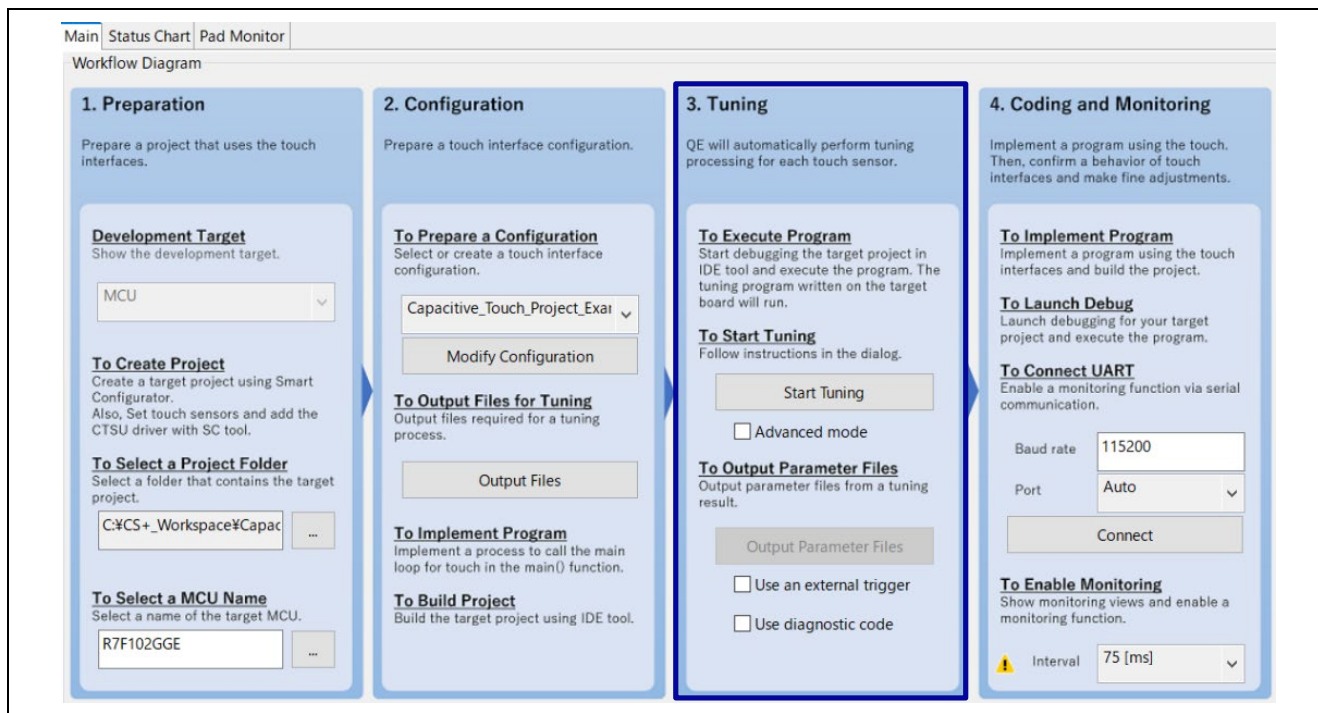 Main
Status Chart
Pad Monitor
Workflow Diagram
1. Preparation
Prepare a project that uses the touch
interfaces.
Development Target
Show the development target.
MCU
To Create Project
Create a target project using Smart
Configurator.
Also, Set touch sensors and add the
CTSU driver with SC tool.
To Select a Project Folder
Select a folder that contains the target
project.
C:¥CS+_Workspace¥Capac
...
To Select a MCU Name
Select a name of the target MCU.
R7F102GGE
...
2. Configuration
Prepare a touch interface configuration.
To Prepare a Configuration
Select or create a touch interface
configuration.
Capacitive_Touch_Project_Exar
Modify Configuration
To Output Files for Tuning
Output files required for a tuning
process.
Output Files
To Implement Program
Implement a process to call the main
loop for touch in the main() function.
To Build Project
Build the target project using IDE tool.
3. Tuning
QE will automatically perform tuning
processing for each touch sensor.
To Execute Program
Start debugging the target project in
IDE tool and execute the program. The
tuning program written on the target
board will run.
To Start Tuning
Follow instructions in the dialog.
Start Tuning
Advanced mode
To Output Parameter Files
Output parameter files from a tuning
result.
Output Parameter Files
Use an external trigger
Use diagnostic code
4. Coding and Monitoring
Implement a program using the touch.
Then, confirm a behavior of touch
interfaces and make fine adjustments.
To Implement Program
Implement a program using the touch
interfaces and build the project.
To Launch Debug
Launch debugging for your target
project and execute the program.
To Connect UART
Enable a monitoring function via serial
communication.
Baud rate
115200
Port
Auto
Connect
To Enable Monitoring
Show monitoring views and enable a
monitoring function.
Interval
75 [ms]